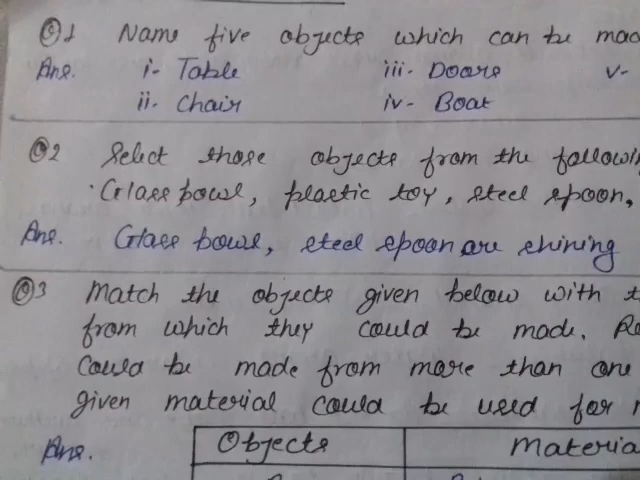 Q1 Name five objects which can be mad
Ans. i- Table iii- Doors v-
ii- Chair iv- Boat
Q2 Select those objects from the followin
Glass bowl, plastic toy, steel spoon,
Ans. Glass bowl, steel spoon are shining
Q3 Match the objects given below with t
from which they could be made. Re
could be made from more than one
given material could be used for
Ans. Objects Materia